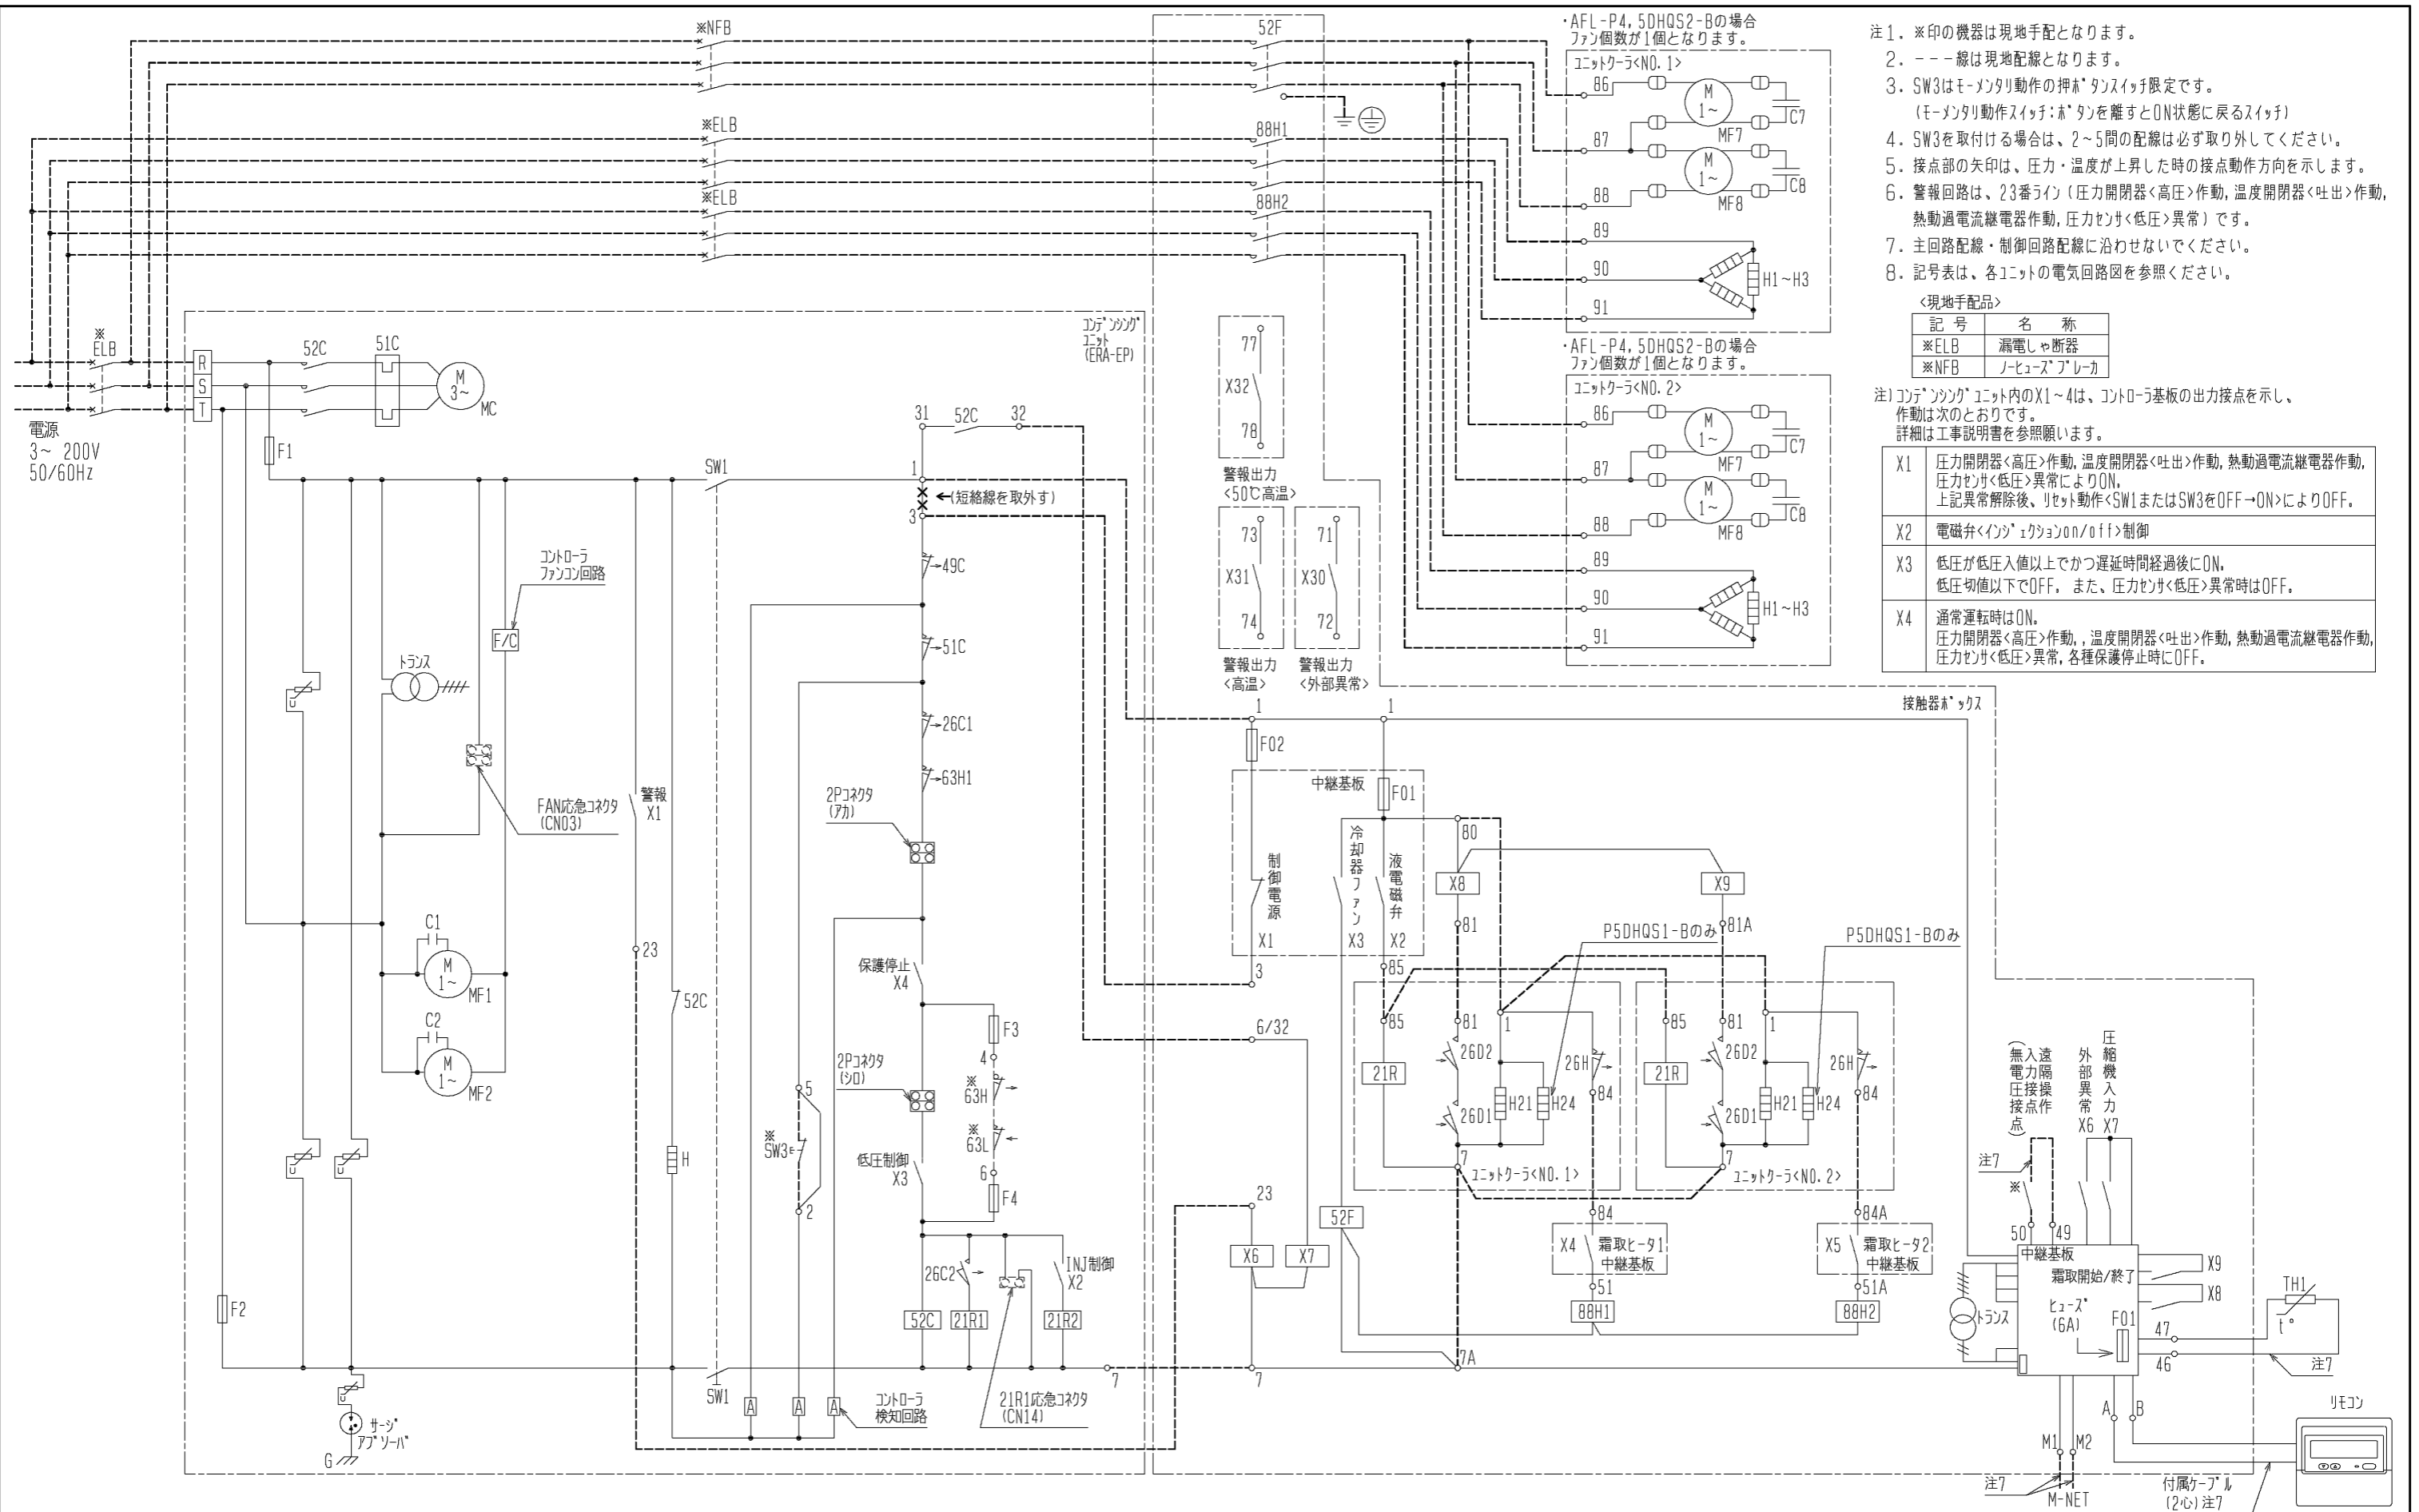 ※NFB
52F
※ELB
88H1
※ELB
88H2
※
ELB
R
S
T
電源
3～ 200V
50/60Hz
52C
51C
M
3～
MC
コンデンシング
ユニット
(ERA-EP)
F1
SW1
31
52C
32
1
←(短絡線を取外す)
3
49C
コントローラ
ファンコン回路
F/C
トランス
U
51C
26C1
63H1
FAN応急コネクタ
(CN03)
警報
X1
2Pコネクタ
(アカ)
C1
M
1～
MF1
C2
M
1～
MF2
23
52C
保護停止
X4
F3
4
※
63H
2Pコネクタ
(シロ)
5
※
SW3
※
63L
6
F4
低圧制御
X3
2
H
U
U
26C2
INJ制御
X2
52C
21R1
21R2
F2
7
SW1
A
A
A
コントローラ
検知回路
21R1応急コネクタ
(CN14)
U
サージ
アブソーバ
G
77
X32
78
警報出力
<50℃高温>
73
X31
74
警報出力
<高温>
71
X30
72
警報出力
<外部異常>
・AFL-P4,5DHQS2-Bの場合
ファン個数が1個となります。
ユニットクーラ<NO.1>
86
M
1～
C7
MF7
87
M
1～
C8
MF8
88
89
90
H1～H3
91
・AFL-P4,5DHQS2-Bの場合
ファン個数が1個となります。
ユニットクーラ<NO.2>
86
M
1～
C7
MF7
87
M
1～
C8
MF8
88
89
90
H1～H3
91
接触器ボックス
1
1
F02
中継基板
F01
制御電源
X1
冷却器ファン
X3
液電磁弁
X2
80
X8
X9
81
81A
P5DHQS1-Bのみ
P5DHQS1-Bのみ
3
85
6/32
85
81
1
26D2
26H
21R
84
26D1
H21
H24
7
ユニットクーラ<NO.1>
85
81
1
26D2
26H
21R
84
26D1
H21
H24
7
ユニットクーラ<NO.2>
23
X6
X7
52F
84
X4
霜取ヒータ1
中継基板
51
88H1
84A
X5
霜取ヒータ2
中継基板
51A
88H2
7
7A
遠隔操作
入力接点
(無電圧接点)
外部異常
X6
圧縮機入力
X7
注7
※
50
49
中継基板
霜取開始/終了
X9
X8
ヒューズ
(6A)
F01
トランス
TH1
t°
47
46
注7
A
B
リモコン
M1
M2
注7
M-NET
付属ケーブル
(2心)注7
注1. ※印の機器は現地手配となります。
2. ---線は現地配線となります。
3. SW3はモーメンタリ動作の押ボタンスイッチ限定です。
(モーメンタリ動作スイッチ：ボタンを離すとON状態に戻るスイッチ)
4. SW3を取付ける場合は、2～5間の配線は必ず取り外してください。
5. 接点部の矢印は、圧力・温度が上昇した時の接点動作方向を示します。
6. 警報回路は、23番ライン(圧力開閉器<高圧>作動,温度開閉器<吐出>作動,
熱動過電流継電器作動,圧力センサ<低圧>異常)です。
7. 主回路配線・制御回路配線に沿わせないでください。
8. 記号表は、各ユニットの電気回路図を参照ください。
<現地手配品>
記 号 名 称
※ELB 漏電しゃ断器
※NFB ノーヒューズブレーカ
注)コンデンシングユニット内のX1～4は、コントローラ基板の出力接点を示し、
作動は次のとおりです。
詳細は工事説明書を参照願います。
X1 圧力開閉器<高圧>作動,温度開閉器<吐出>作動,熱動過電流継電器作動,
圧力センサ<低圧>異常によりON。
上記異常解除後、リセット動作<SW1またはSW3をOFF→ON>によりOFF。
X2 電磁弁<インジェクションon/off>制御
X3 低圧が低圧入値以上でかつ遅延時間経過後にON。
低圧切値以下でOFF。 また、圧力センサ<低圧>異常時はOFF。
X4 通常運転時はON。
圧力開閉器<高圧>作動,,温度開閉器<吐出>作動,熱動過電流継電器作動,
圧力センサ<低圧>異常,各種保護停止時にOFF。